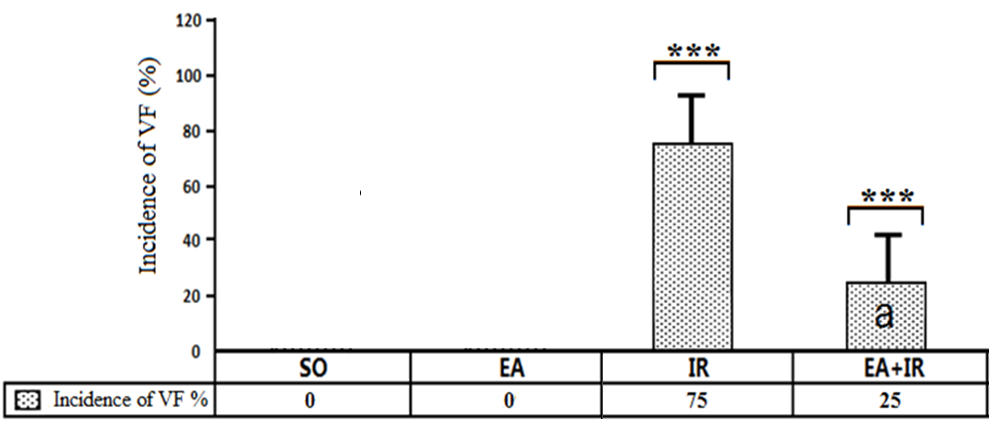 120
100
80
60
40
20
0
Incidence of VF (%)
***
***
a
SO EA IR EA+IR
Incidence of VF % 0 0 75 25